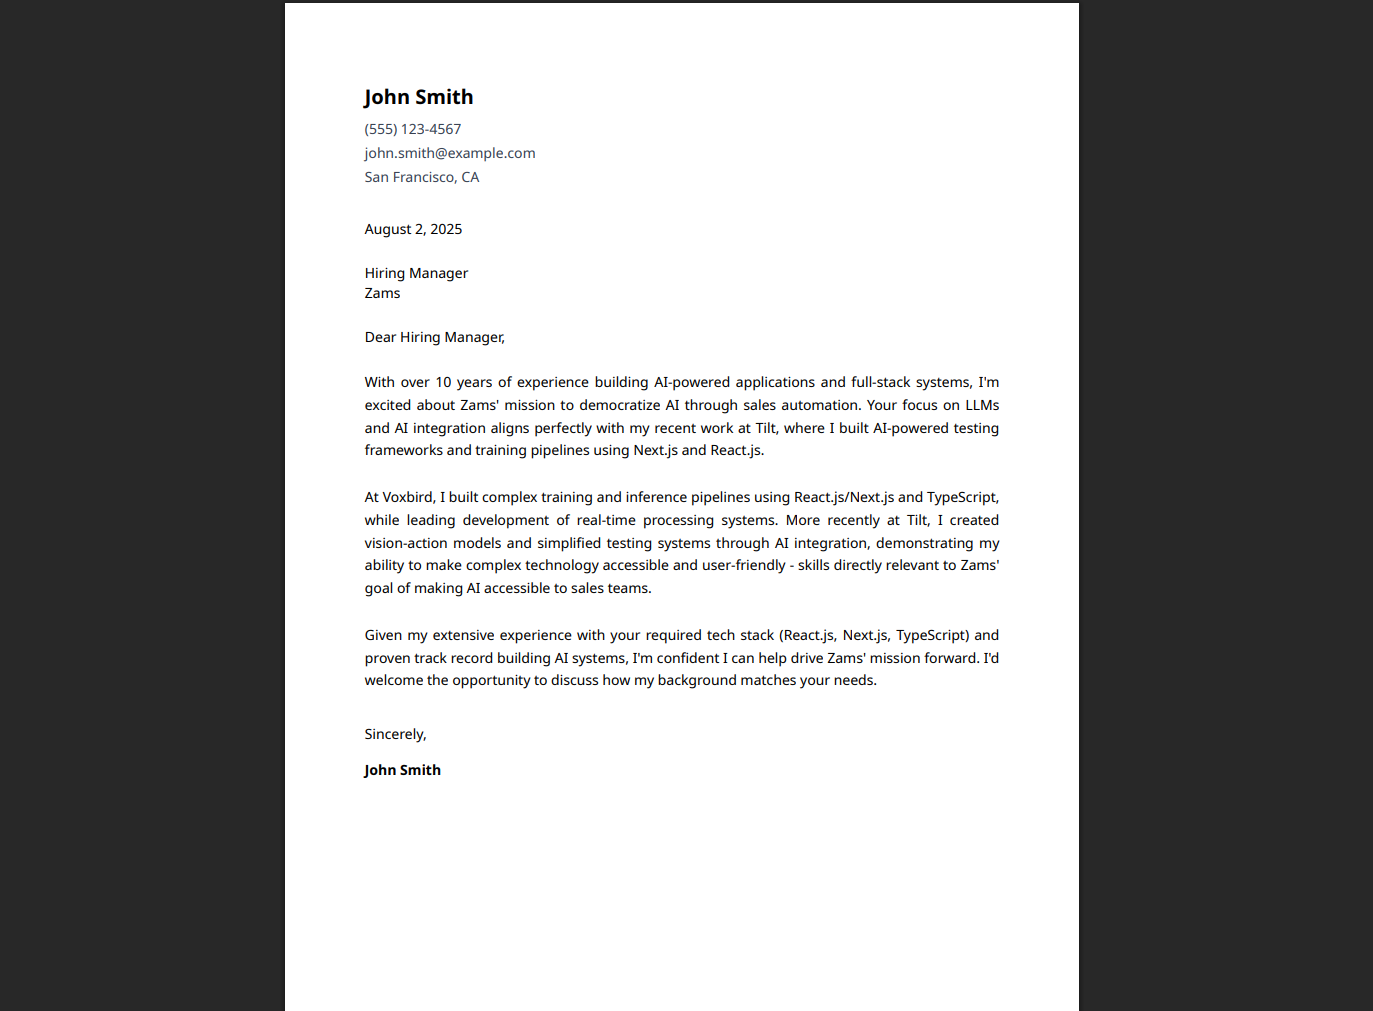 John Smith
(555) 123-4567
john.smith@example.com
San Francisco, CA
August 2, 2025
Hiring Manager
Zams
Dear Hiring Manager,
With over 10 years of experience building AI-powered applications and full-stack systems, I'm
excited about Zams' mission to democratize AI through sales automation. Your focus on LLMs
and AI integration aligns perfectly with my recent work at Tilt, where I built AI-powered testing
frameworks and training pipelines using Next.js and React.js.
At Voxbird, I built complex training and inference pipelines using React.js/Next.js and TypeScript,
while leading development of real-time processing systems. More recently at Tilt, I created
vision-action models and simplified testing systems through AI integration, demonstrating my
ability to make complex technology accessible and user-friendly - skills directly relevant to Zams'
goal of making AI accessible to sales teams.
Given my extensive experience with your required tech stack (React.js, Next.js, TypeScript) and
proven track record building AI systems, I'm confident I can help drive Zams' mission forward. I'd
welcome the opportunity to discuss how my background matches your needs.
Sincerely,
John Smith